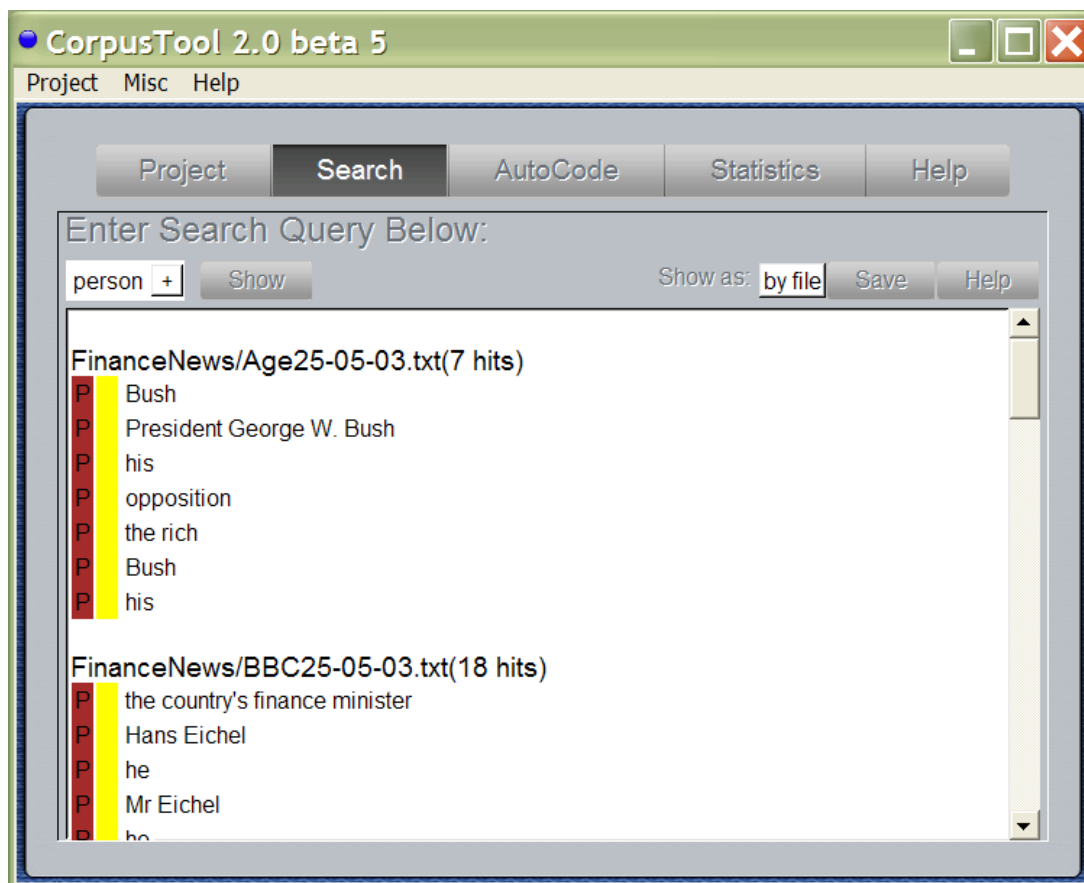 CorpusTool 2.0 beta 5
Project Misc Help
Project Search AutoCode Statistics Help
Enter Search Query Below:
person + Show Show as: by file Save Help
FinanceNews/Age25-05-03.txt(7 hits)
P Bush
P President George W. Bush
P his
P opposition
P the rich
P Bush
P his
FinanceNews/BBC25-05-03.txt(18 hits)
P the country's finance minister
P Hans Eichel
P he
P Mr Eichel
P he